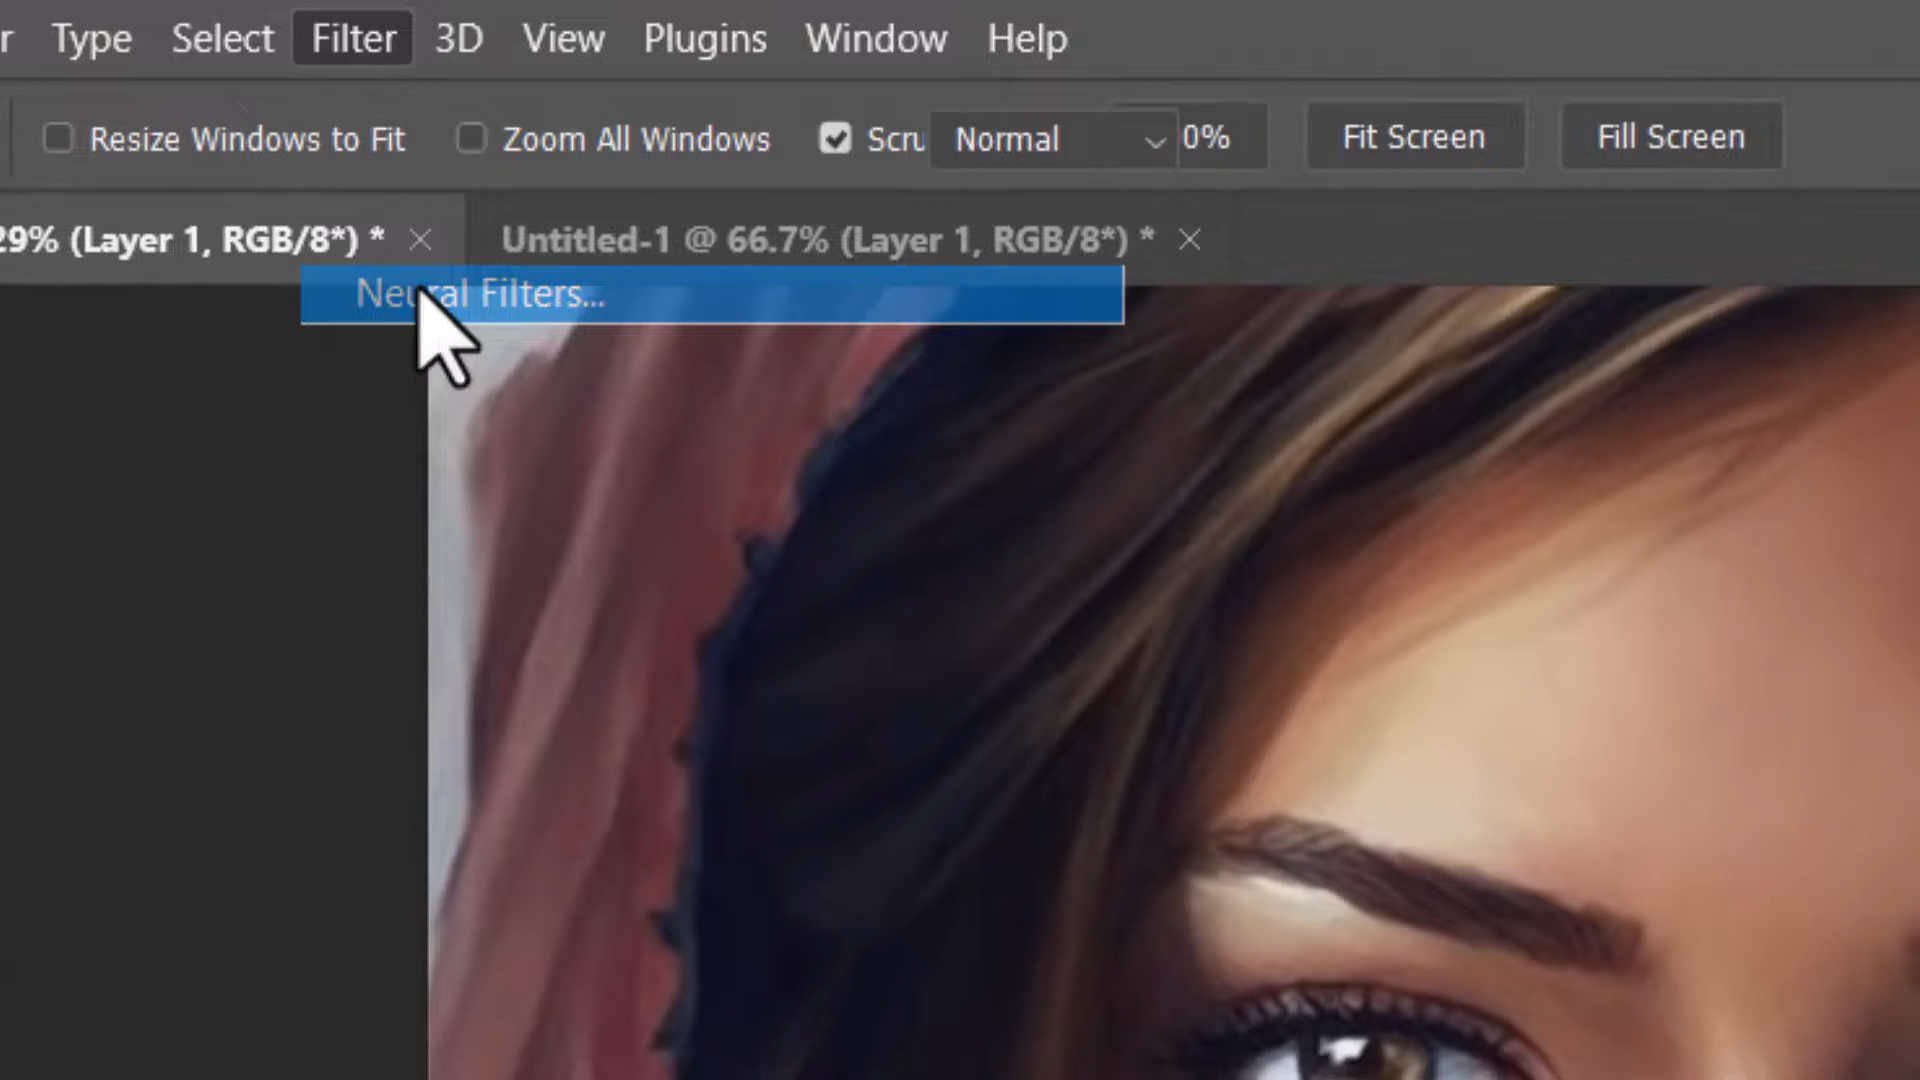 r Type Select Filter 3D View Plugins Window Help
Resize Windows to Fit Zoom All Windows Scru Normal 0% Fit Screen Fill Screen
29% (Layer 1, RGB/8*) * Untitled-1 @ 66.7% (Layer 1, RGB/8*) *
Neural Filters...